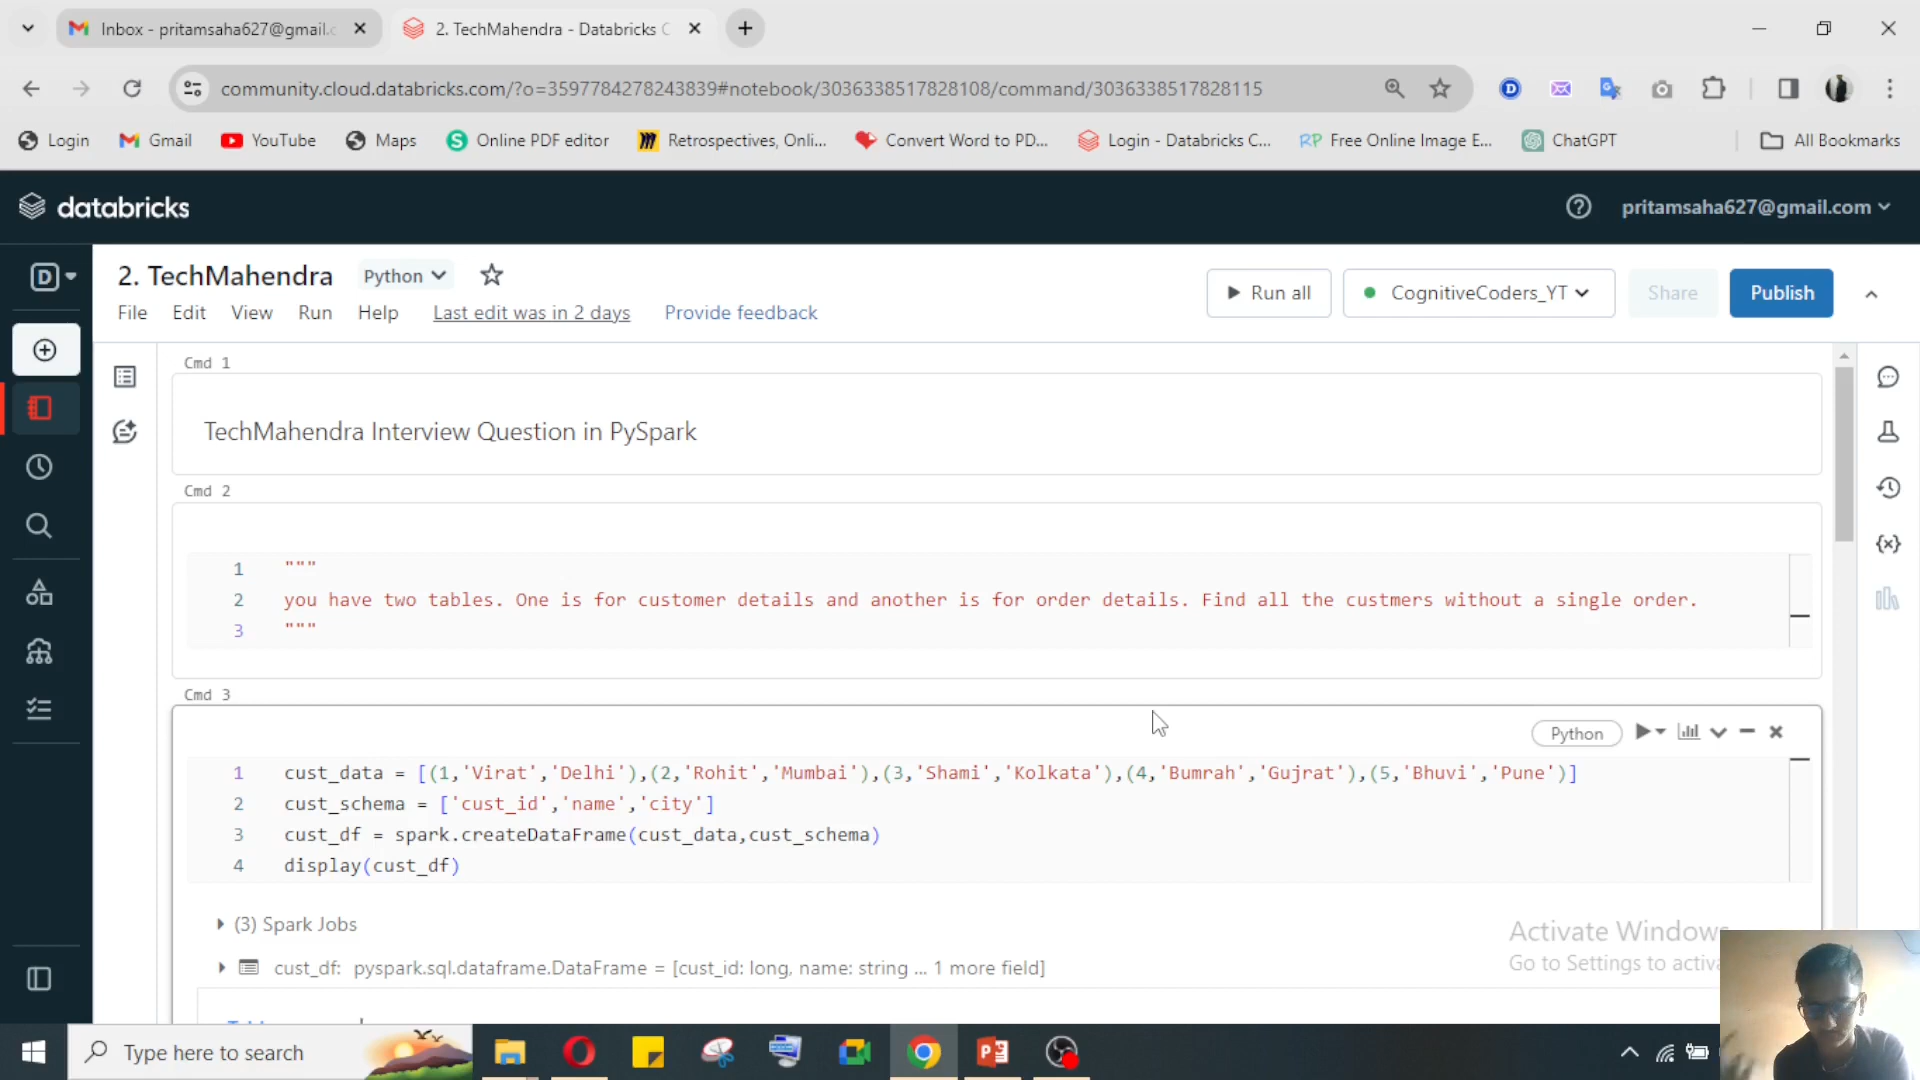 Inbox - pritamsaha627@gmail.c
2. TechMahendra - Databricks C
community.cloud.databricks.com/?o=3597784278243839#notebook/3036338517828108/command/3036338517828115
Login
Gmail
YouTube
Maps
Online PDF editor
Retrospectives, Onli...
Convert Word to PD...
Login - Databricks C...
RP Free Online Image E...
ChatGPT
All Bookmarks
databricks
pritamsaha627@gmail.com
D
2. TechMahendra
Python
Run all
CognitiveCoders_YT
Share
Publish
File Edit View Run Help Last edit was in 2 days Provide feedback
Cmd 1
TechMahendra Interview Question in PySpark
Cmd 2
1 """
2 you have two tables. One is for customer details and another is for order details. Find all the custmers without a single order.
3 """
Cmd 3
Python
1 cust_data = [(1,'Virat','Delhi'),(2,'Rohit','Mumbai'),(3,'Shami','Kolkata'),(4,'Bumrah','Gujrat'),(5,'Bhuvi','Pune')]
2 cust_schema = ['cust_id','name','city']
3 cust_df = spark.createDataFrame(cust_data,cust_schema)
4 display(cust_df)
(3) Spark Jobs
cust_df: pyspark.sql.dataframe.DataFrame = [cust_id: long, name: string ... 1 more field]
Activate Windows
Go to Settings to activa
Type here to search